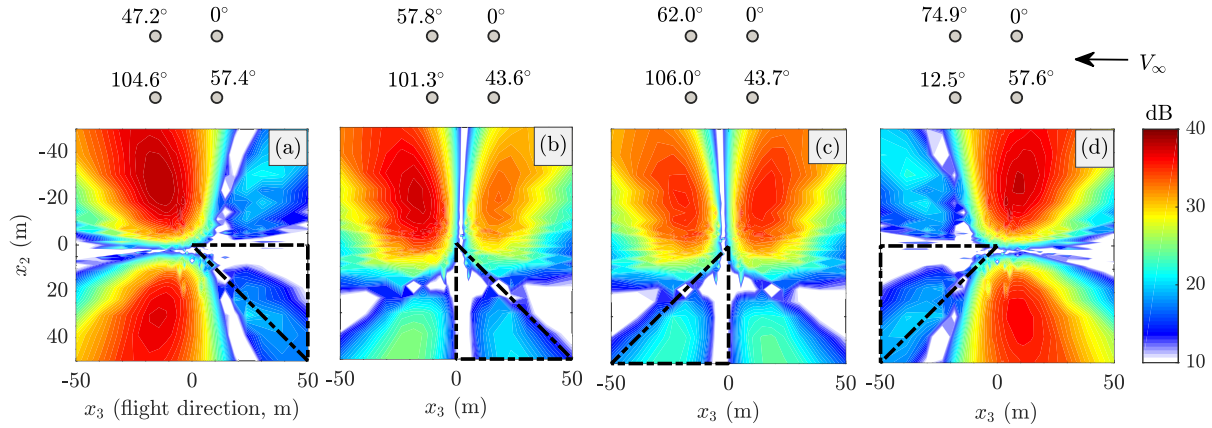 47.2° 0° 57.8° 0° 62.0° 0° 74.9° 0°
104.6° 57.4° 101.3° 43.6° 106.0° 43.7° 12.5° 57.6°
V∞
dB
(a) (b) (c) (d)
40
30
20
10
-40
-20
0
20
40
x₂ (m)
-50 0 50 -50 0 50 -50 0 50 -50 0 50
x₃ (flight direction, m) x₃ (m) x₃ (m) x₃ (m)